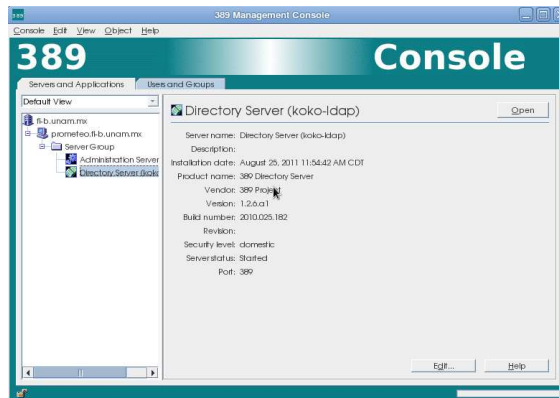 389 Management Console
Console Edit View Object Help
389 Console
Servers and Applications Users and Groups
Default View
fi-b.unam.mx
prometeo.fi-b.unam.mx
Server Group
Administration Server
Directory Server (koko
Directory Server (koko-ldap)
Open
Server name: Directory Server (koko-ldap)
Description:
Installation date: August 25, 2011 11:54:42 AM CDT
Product name: 389 Directory Server
Vendor: 389 Project
Version: 1.2.6.a1
Build number: 2010.025.182
Revision:
Security level: domestic
Server status: Started
Port: 389
Edit... Help